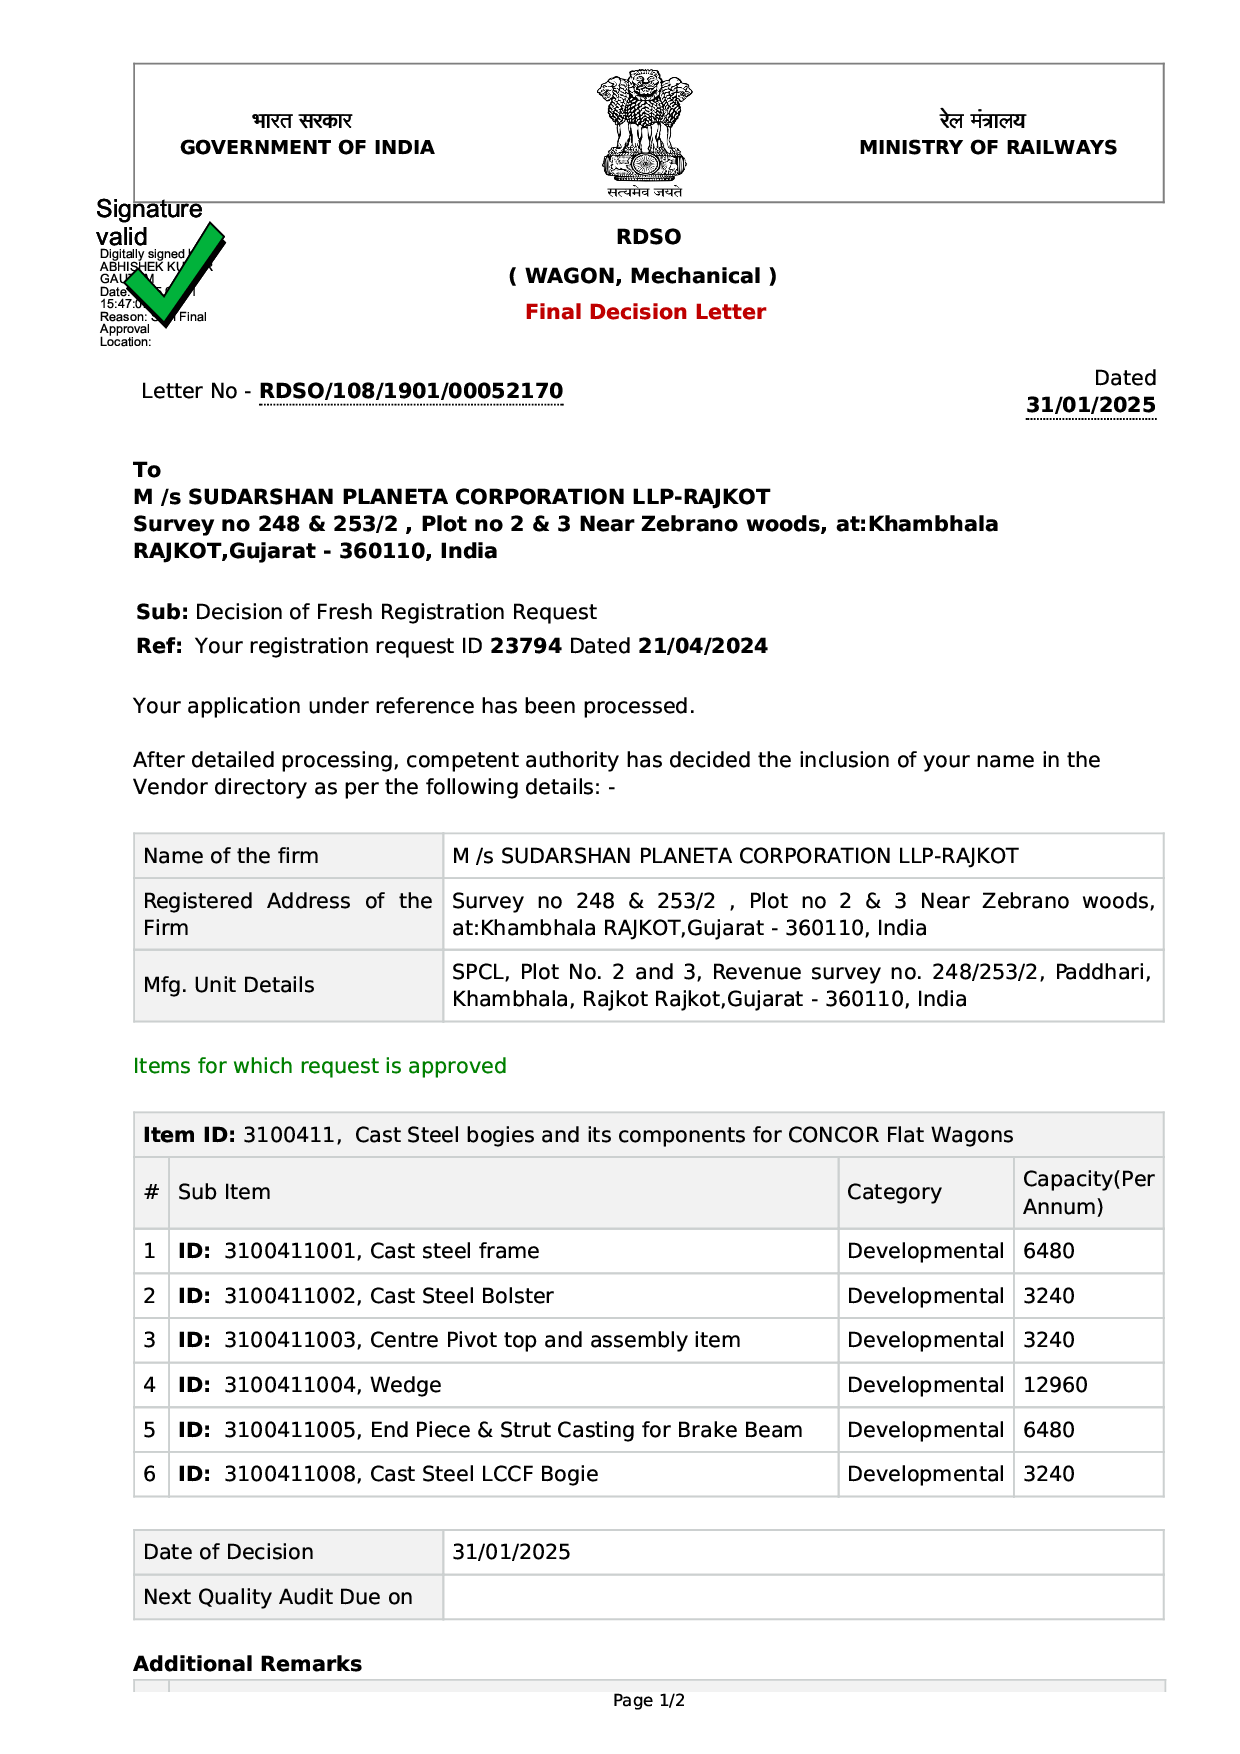 भारत सरकार
GOVERNMENT OF INDIA
सत्यमेव जयते
रेल मंत्रालय
MINISTRY OF RAILWAYS
Signature
valid
Digitally signed
ABHISHEK
Date:
15:47:0
Reason: Final
Approval
Location:
RDSO
( WAGON, Mechanical )
Final Decision Letter
Letter No - RDSO/108/1901/00052170
Dated
31/01/2025
To
M /s SUDARSHAN PLANETA CORPORATION LLP-RAJKOT
Survey no 248 & 253/2 , Plot no 2 & 3 Near Zebrano woods, at:Khambhala
RAJKOT,Gujarat - 360110, India
Sub: Decision of Fresh Registration Request
Ref: Your registration request ID 23794 Dated 21/04/2024
Your application under reference has been processed.
After detailed processing, competent authority has decided the inclusion of your name in the
Vendor directory as per the following details: -
Name of the firm M /s SUDARSHAN PLANETA CORPORATION LLP-RAJKOT
Registered Address of the
Firm
Survey no 248 & 253/2 , Plot no 2 & 3 Near Zebrano woods,
at:Khambhala RAJKOT,Gujarat - 360110, India
Mfg. Unit Details
SPCL, Plot No. 2 and 3, Revenue survey no. 248/253/2, Paddhari,
Khambhala, Rajkot Rajkot,Gujarat - 360110, India
Items for which request is approved
Item ID: 3100411, Cast Steel bogies and its components for CONCOR Flat Wagons
# Sub Item Category Capacity(Per
Annum)
1 ID: 3100411001, Cast steel frame Developmental 6480
2 ID: 3100411002, Cast Steel Bolster Developmental 3240
3 ID: 3100411003, Centre Pivot top and assembly item Developmental 3240
4 ID: 3100411004, Wedge Developmental 12960
5 ID: 3100411005, End Piece & Strut Casting for Brake Beam Developmental 6480
6 ID: 3100411008, Cast Steel LCCF Bogie Developmental 3240
Date of Decision 31/01/2025
Next Quality Audit Due on
Additional Remarks
Page 1/2